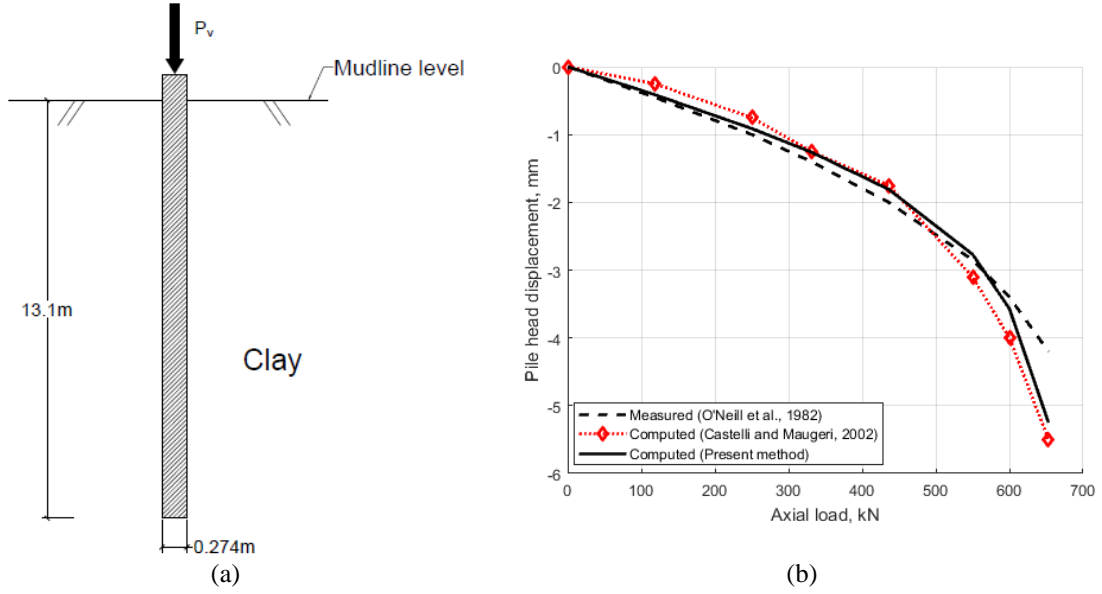 Pv
Mudline level
13.1m
Clay
0.274m
(a)
0
-1
-2
-3
-4
-5
-6
Pile head displacement, mm
Measured (O'Neill et al., 1982)
Computed (Castelli and Maugeri, 2002)
Computed (Present method)
0 100 200 300 400 500 600 700
Axial load, kN
(b)